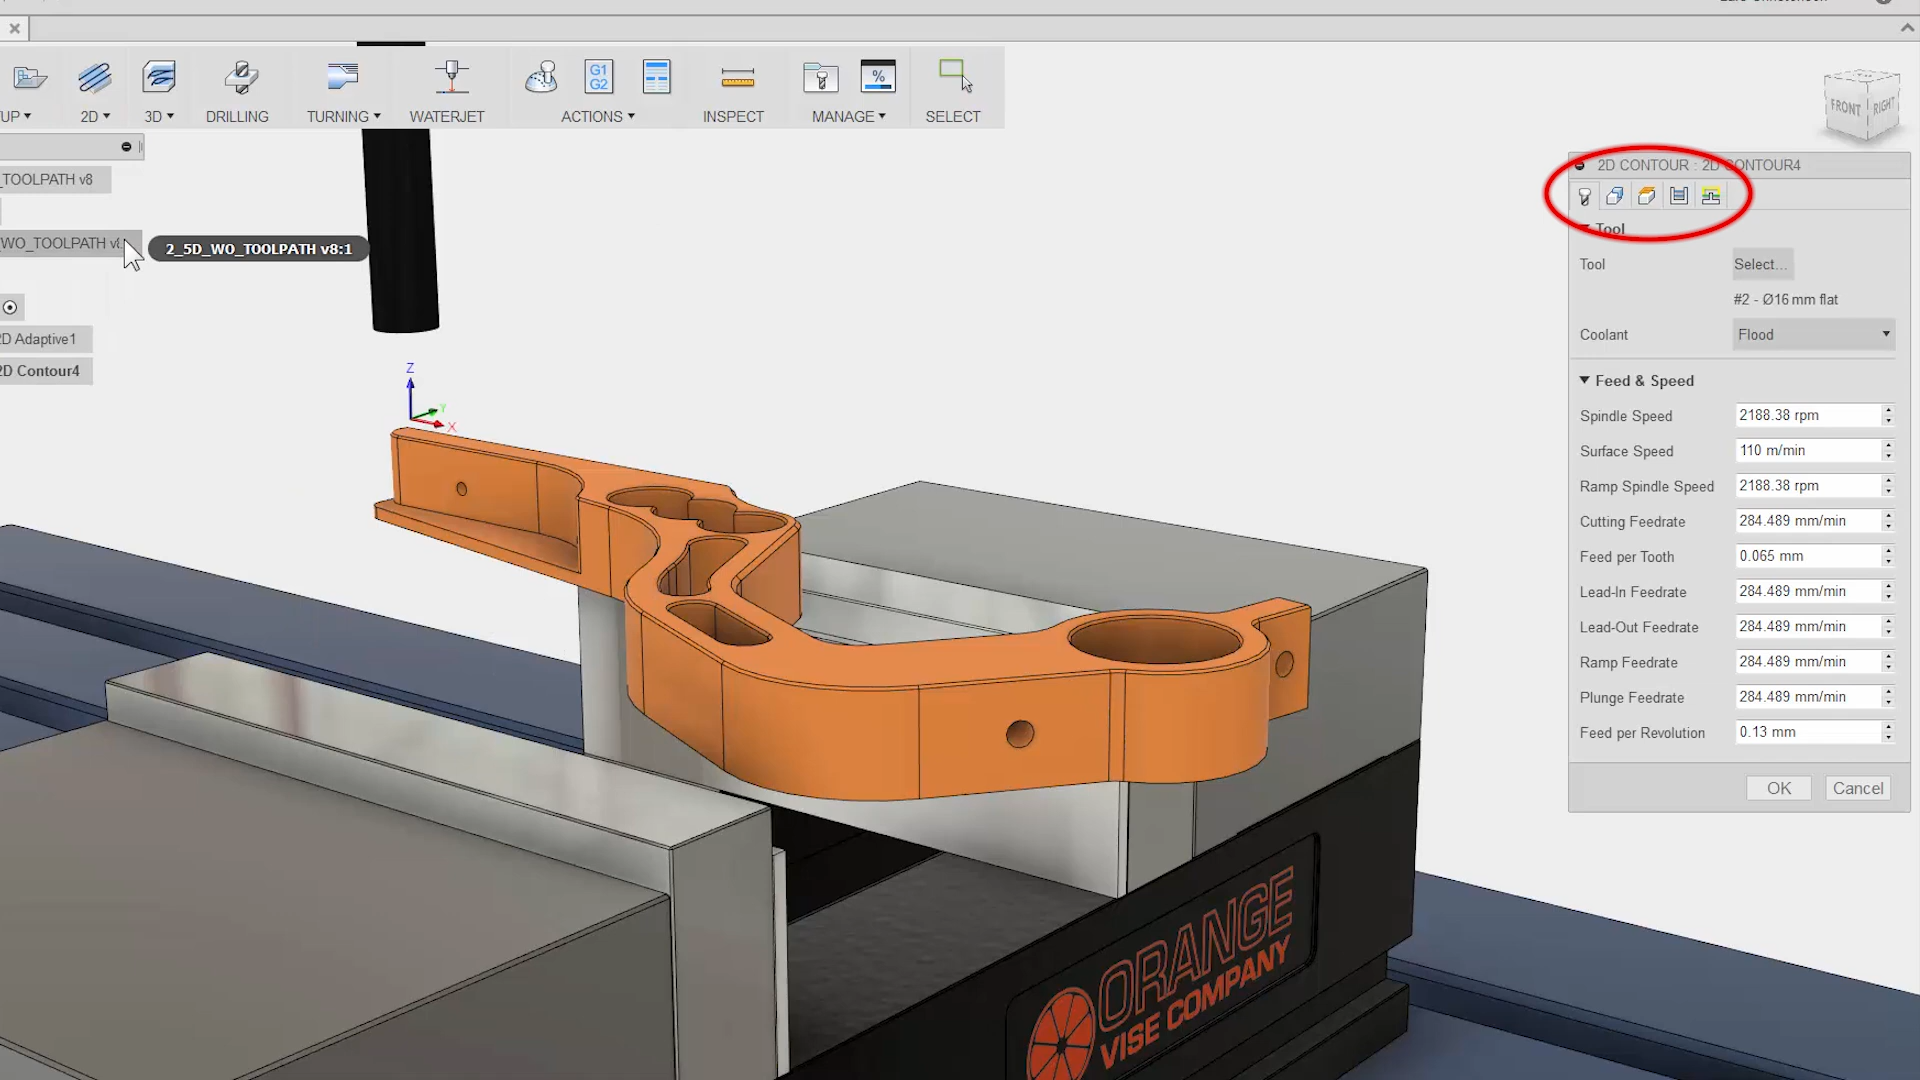 UP
2D
3D
DRILLING
TURNING
WATERJET
G1
G2
ACTIONS
INSPECT
%
MANAGE
SELECT
FRONT
RIGHT
_TOOLPATH v8
WO_TOOLPATH v8
2_5D_WO_TOOLPATH v8:1
2D Adaptive1
2D Contour4
Z
Y
X
2D CONTOUR : 2D CONTOUR4
Tool
Tool
Select...
#2 - Ø16 mm flat
Coolant
Flood
Feed & Speed
Spindle Speed
2188.38 rpm
Surface Speed
110 m/min
Ramp Spindle Speed
2188.38 rpm
Cutting Feedrate
284.489 mm/min
Feed per Tooth
0.065 mm
Lead-In Feedrate
284.489 mm/min
Lead-Out Feedrate
284.489 mm/min
Ramp Feedrate
284.489 mm/min
Plunge Feedrate
284.489 mm/min
Feed per Revolution
0.13 mm
OK
Cancel
ORANGE
VISE COMPANY